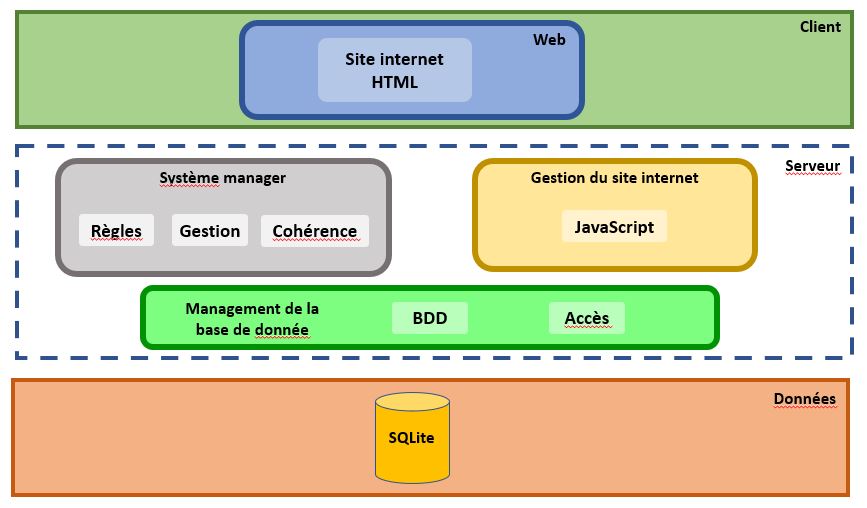 Client
Web
Site internet
HTML
Serveur
Système manager
Règles
Gestion
Cohérence
Gestion du site internet
JavaScript
Management de la
base de donnée
BDD
Accès
Données
SQLite